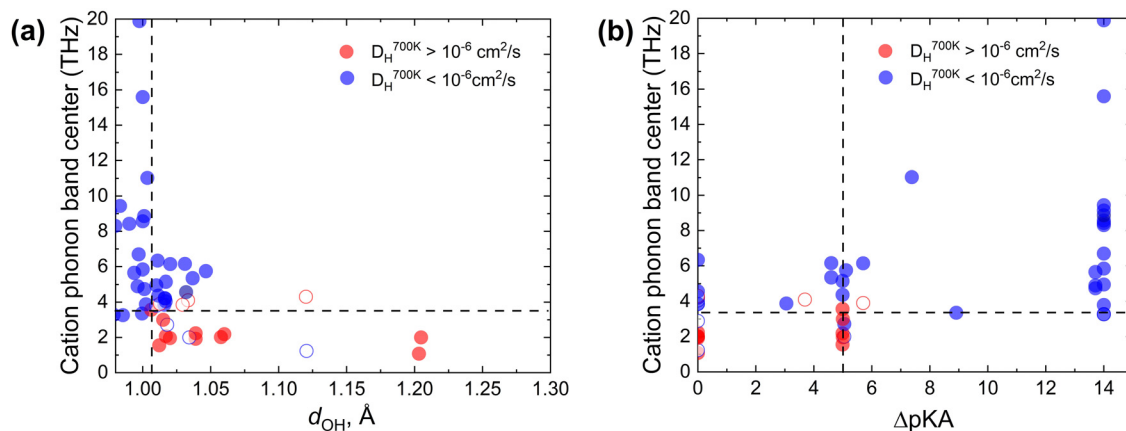 (a)
Cation phonon band center (THz)
20
18
16
14
12
10
8
6
4
2
0
D_H^700K > 10^-6 cm^2/s
D_H^700K < 10^-6cm^2/s
1.00 1.05 1.10 1.15 1.20 1.25 1.30
d_OH, Å
(b)
Cation phonon band center (THz)
20
18
16
14
12
10
8
6
4
2
0
D_H^700K > 10^-6 cm^2/s
D_H^700K < 10^-6 cm^2/s
0 2 4 6 8 10 12 14
ΔpKA